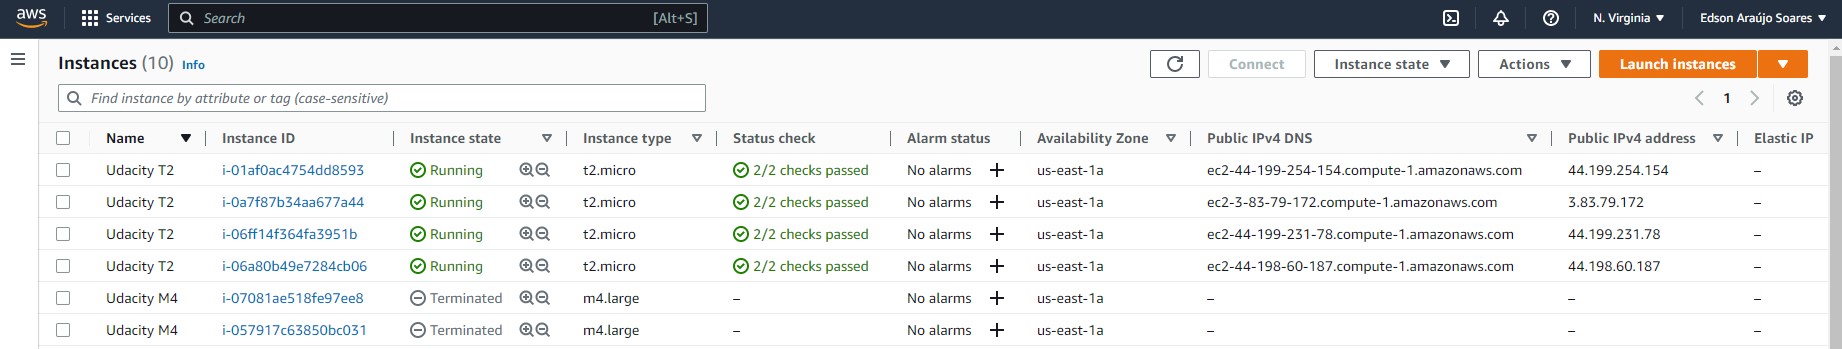 aws Services Search [Alt+S] N. Virginia Edson Araújo Soares
Instances (10) Info Connect Instance state Actions Launch instances
Find instance by attribute or tag (case-sensitive) 1
Name Instance ID Instance state Instance type Status check Alarm status Availability Zone Public IPv4 DNS Public IPv4 address Elastic IP
Udacity T2 i-01af0ac4754dd8593 Running t2.micro 2/2 checks passed No alarms + us-east-1a ec2-44-199-254-154.compute-1.amazonaws.com 44.199.254.154 –
Udacity T2 i-0a7f87b34aa677a44 Running t2.micro 2/2 checks passed No alarms + us-east-1a ec2-3-83-79-172.compute-1.amazonaws.com 3.83.79.172 –
Udacity T2 i-06ff14f364fa3951b Running t2.micro 2/2 checks passed No alarms + us-east-1a ec2-44-199-231-78.compute-1.amazonaws.com 44.199.231.78 –
Udacity T2 i-06a80b49e7284cb06 Running t2.micro 2/2 checks passed No alarms + us-east-1a ec2-44-198-60-187.compute-1.amazonaws.com 44.198.60.187 –
Udacity M4 i-07081ae518fe97ee8 Terminated m4.large – No alarms + us-east-1a – – –
Udacity M4 i-057917c63850bc031 Terminated m4.large – No alarms + us-east-1a – – –